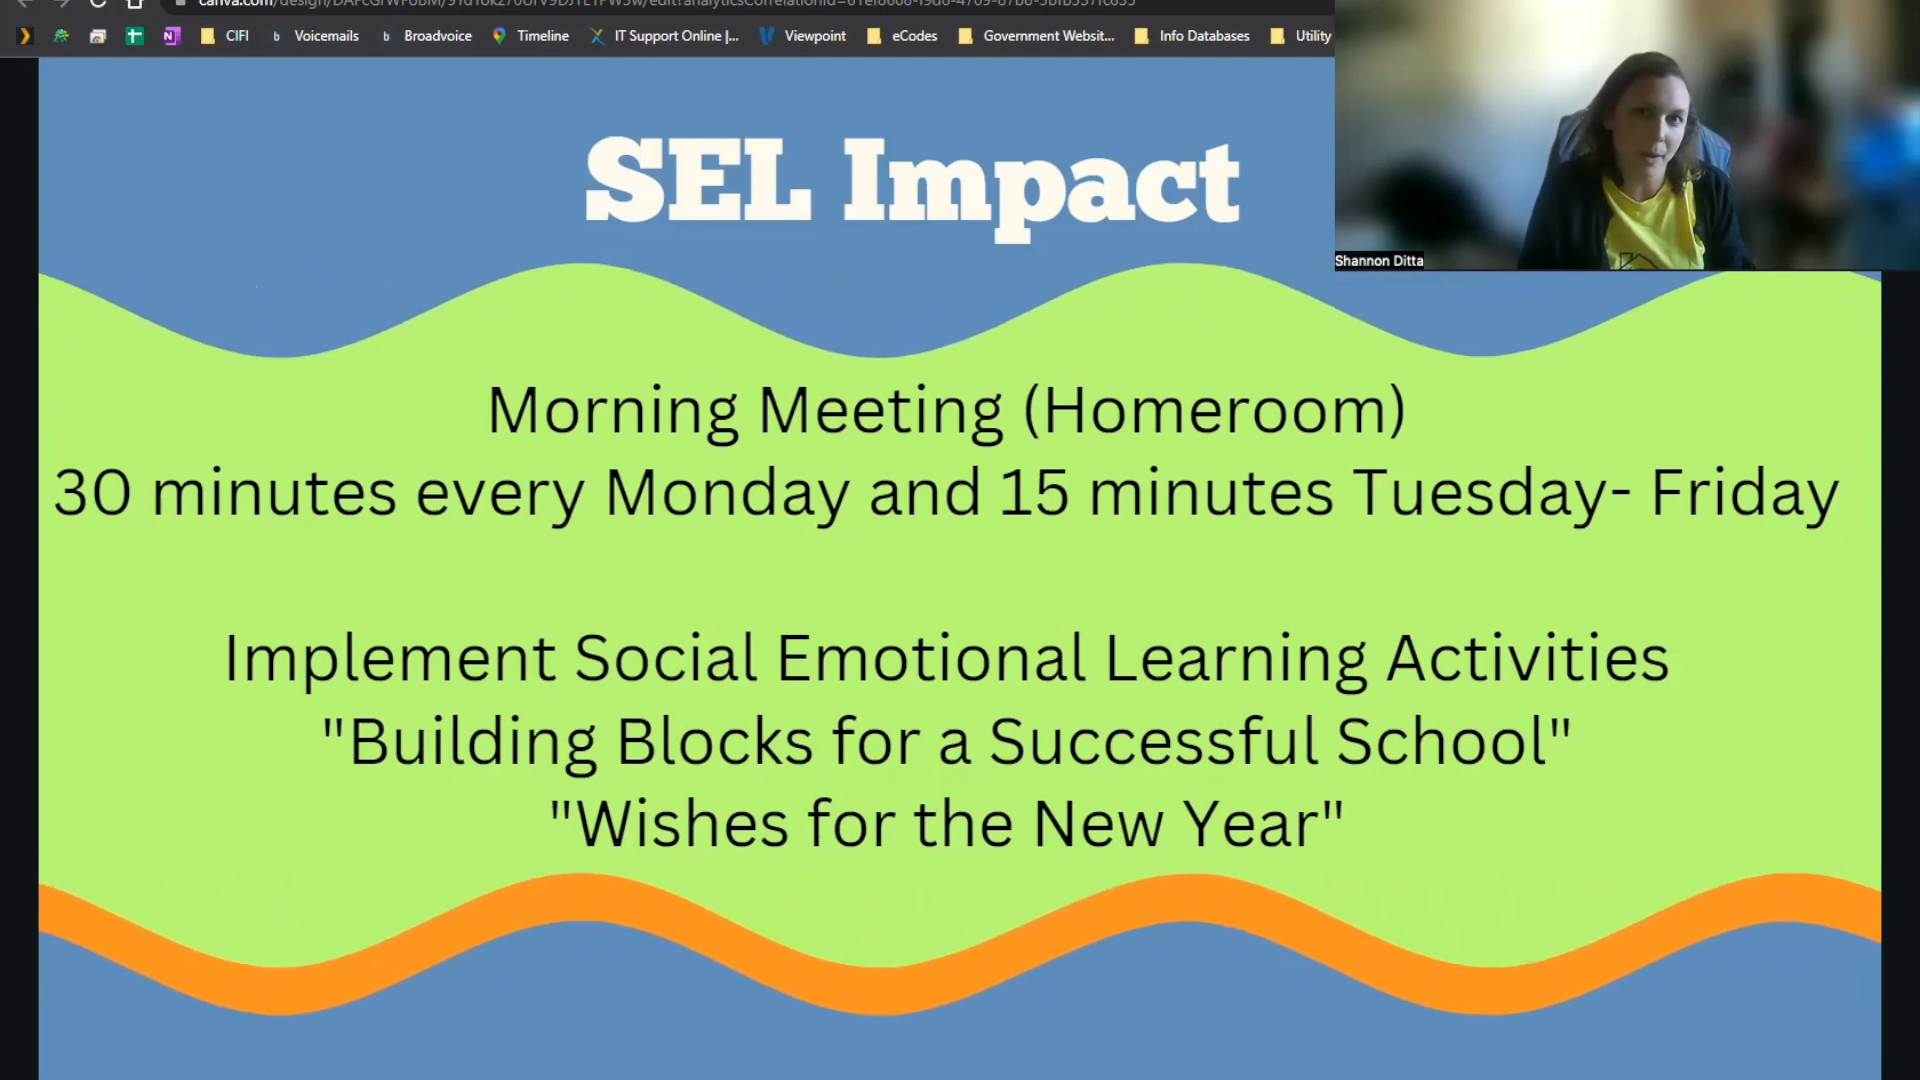 CIFI Voicemails Broadvoice Timeline IT Support Online |... Viewpoint eCodes Government Websit... Info Databases Utility
Shannon Ditta
SEL Impact
Morning Meeting (Homeroom)
30 minutes every Monday and 15 minutes Tuesday- Friday
Implement Social Emotional Learning Activities
"Building Blocks for a Successful School"
"Wishes for the New Year"